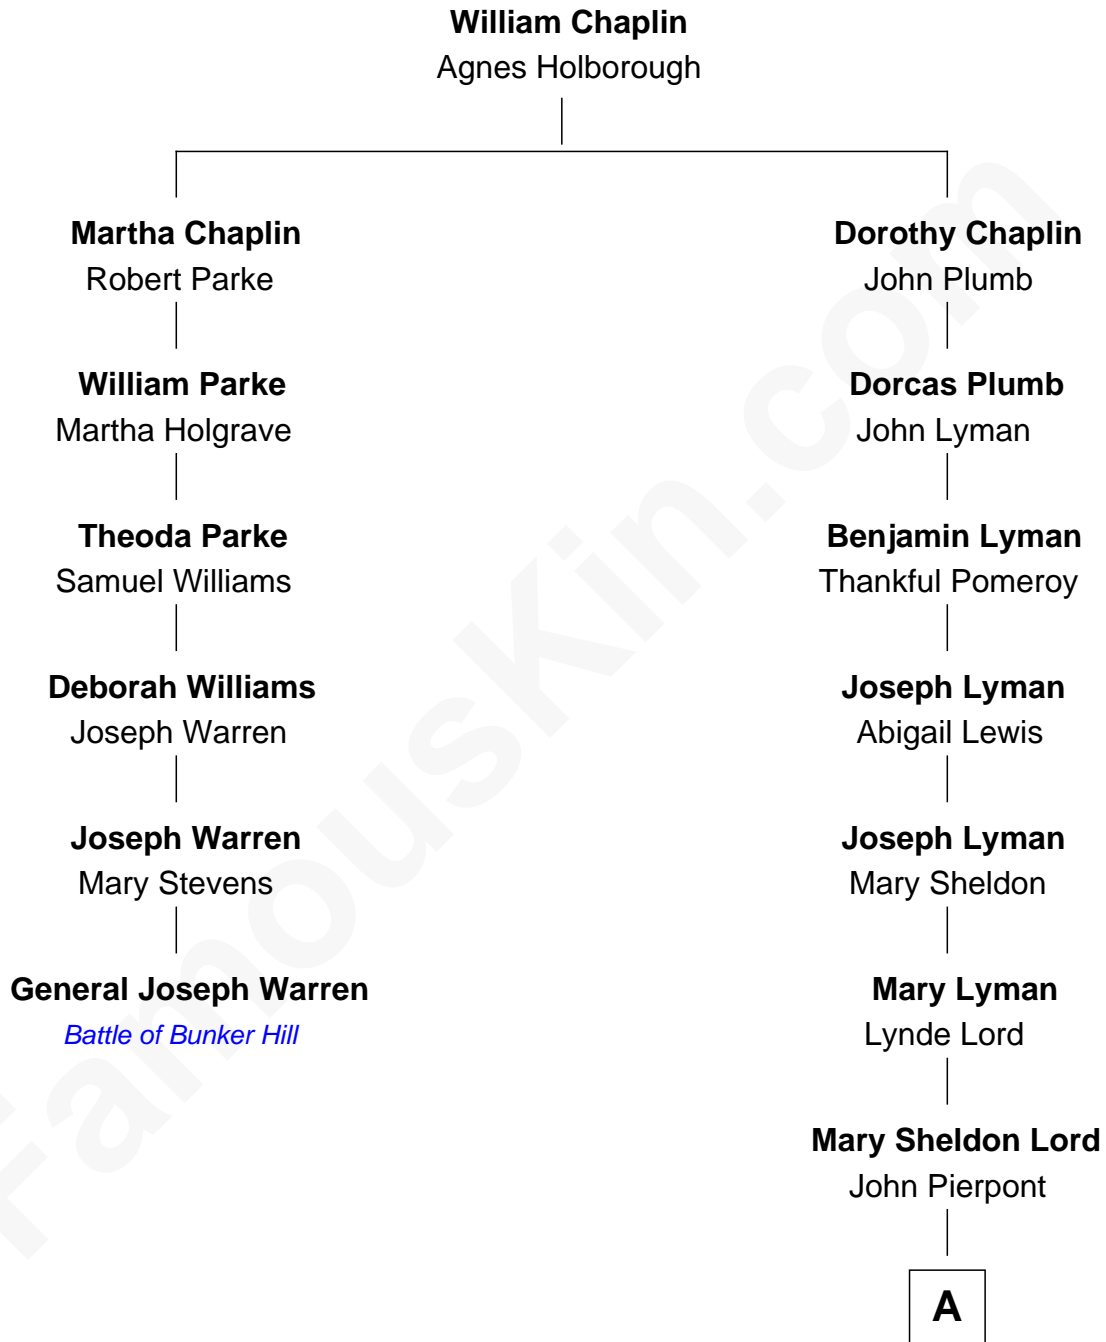 William Chaplin
Agnes Holborough
Martha Chaplin
Robert Parke
Dorothy Chaplin
John Plumb
William Parke
Martha Holgrave
Dorcas Plumb
John Lyman
Theoda Parke
Samuel Williams
Benjamin Lyman
Thankful Pomeroy
Deborah Williams
Joseph Warren
Joseph Lyman
Abigail Lewis
Joseph Warren
Mary Stevens
Joseph Lyman
Mary Sheldon
General Joseph Warren
Battle of Bunker Hill
Mary Lyman
Lynde Lord
Mary Sheldon Lord
John Pierpont
A
FamousKin.com